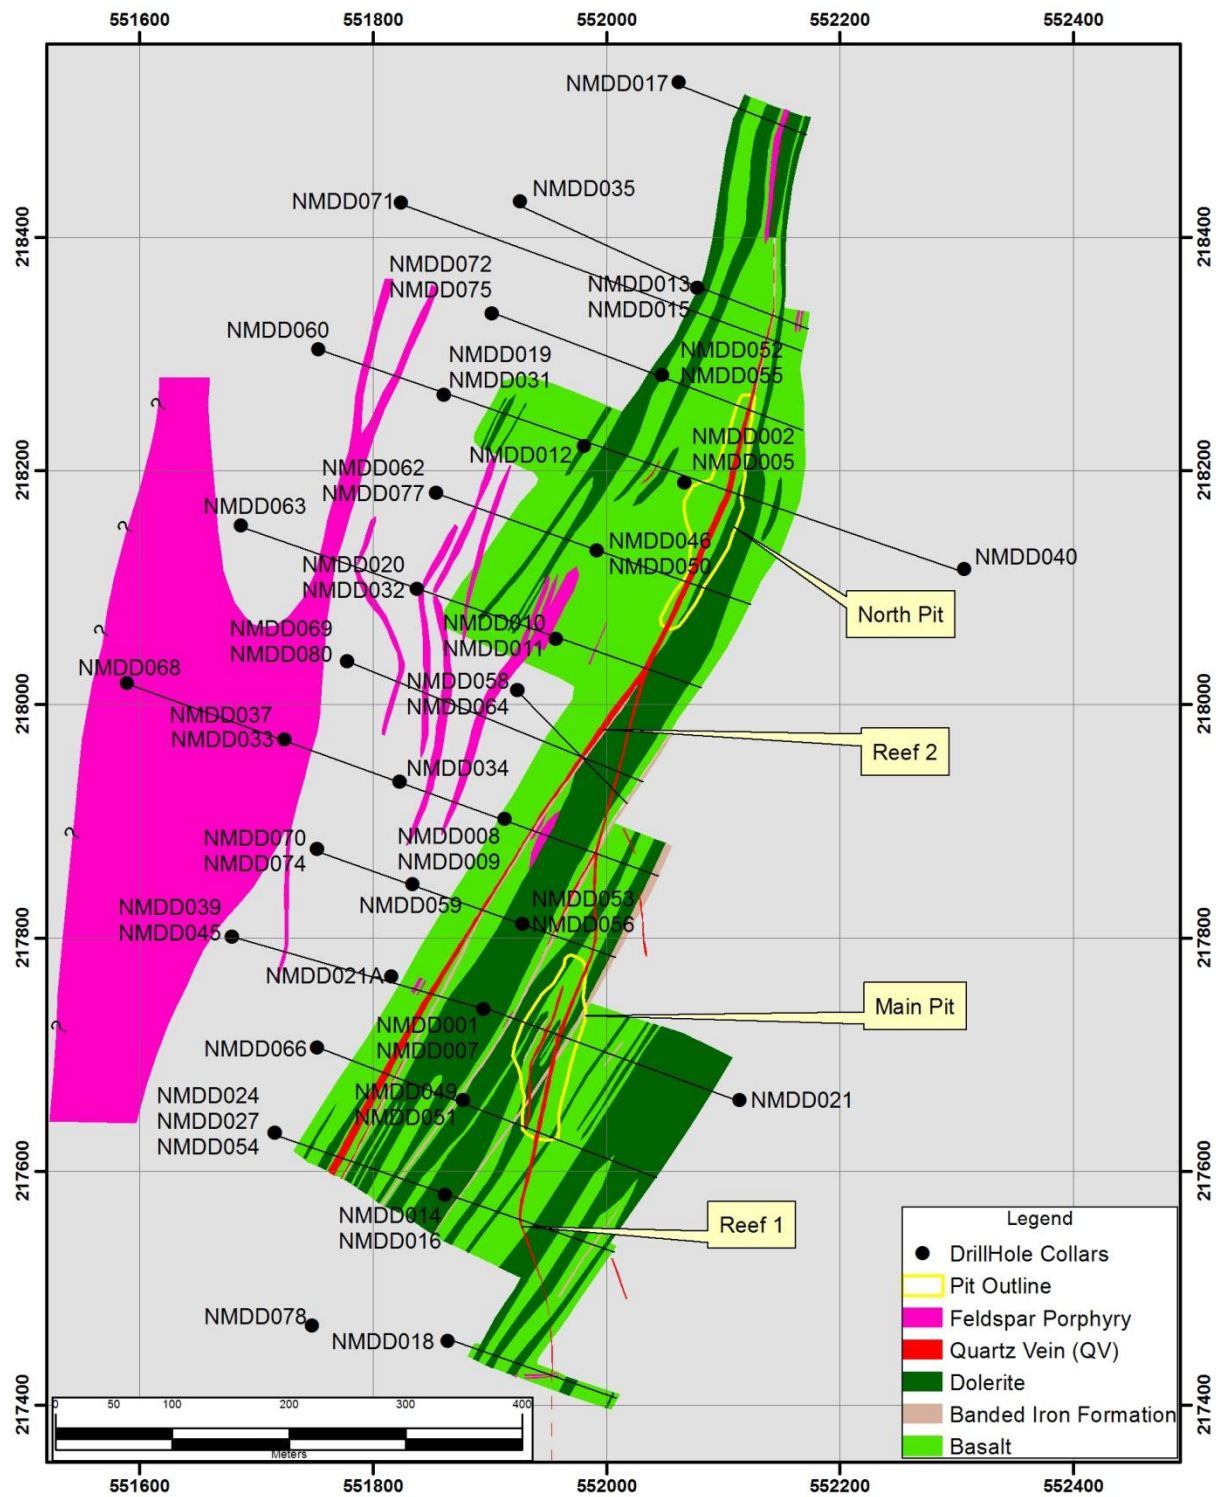 551600
551800
552000
552200
552400
NMDD017
NMDD035
NMDD071
218400
218400
NMDD072
NMDD075
NMDD013
NMDD015
NMDD060
NMDD019
NMDD031
NMDD052
NMDD055
?
NMDD002
NMDD005
NMDD012
NMDD062
NMDD077
218200
218200
NMDD063
?
NMDD046
NMDD050
NMDD040
NMDD020
NMDD032
North Pit
NMDD010
NMDD011
?
NMDD069
NMDD080
NMDD068
NMDD058
NMDD064
218000
218000
NMDD037
NMDD033
Reef 2
NMDD034
?
NMDD070
NMDD074
NMDD008
NMDD009
NMDD059
NMDD053
NMDD056
NMDD039
NMDD045
217800
217800
NMDD021A
Main Pit
?
NMDD001
NMDD007
NMDD066
NMDD024
NMDD027
NMDD054
NMDD049
NMDD051
NMDD021
217600
217600
NMDD014
NMDD016
Reef 1
NMDD078
NMDD018
217400
217400
Legend
DrillHole Collars
Pit Outline
Feldspar Porphyry
Quartz Vein (QV)
Dolerite
Banded Iron Formation
Basalt
0 50 100 200 300 400
Meters
551600
551800
552000
552200
552400